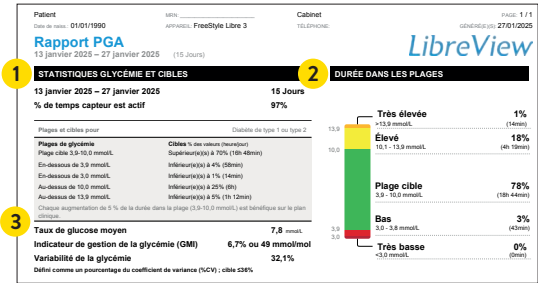 Patient MRN: Cabinet PAGE: 1 / 1
Date de naiss.: 01/01/1990 APPAREIL: FreeStyle Libre 3 TÉLÉPHONE: GÉNÉRÉ(E)(S): 27/01/2025
Rapport PGA
LibreView
13 janvier 2025 – 27 janvier 2025 (15 Jours)
1 STATISTIQUES GLYCÉMIE ET CIBLES
13 janvier 2025 – 27 janvier 2025 15 Jours
% de temps capteur est actif 97%
Plages et cibles pour Diabète de type 1 ou type 2
Plages de glycémie Cibles % des valeurs (heure/jour)
Plage cible 3,9-10,0 mmol/L Supérieur(e)(s) à 70% (16h 48min)
En-dessous de 3,9 mmol/L Inférieur(e)(s) à 4% (58min)
En-dessous de 3,0 mmol/L Inférieur(e)(s) à 1% (14min)
Au-dessus de 10,0 mmol/L Inférieur(e)(s) à 25% (6h)
Au-dessus de 13,9 mmol/L Inférieur(e)(s) à 5% (1h 12min)
Chaque augmentation de 5 % de la durée dans la plage (3,9-10,0 mmol/L) est bénéfique sur le plan
clinique.
3 Taux de glucose moyen 7,8 mmol/L
Indicateur de gestion de la glycémie (GMI) 6,7% ou 49 mmol/mol
Variabilité de la glycémie 32,1%
Défini comme un pourcentage du coefficient de variance (%CV) ; cible ≤36%
2 DURÉE DANS LES PLAGES
Très élevée 1%
>13,9 mmol/L (14min)
13,9
Élevé 18%
10,1 - 13,9 mmol/L (4h 19min)
10,0
Plage cible 78%
3,9 - 10,0 mmol/L (18h 44min)
Bas 3%
3,0 - 3,8 mmol/L (43min)
3,9
3,0
Très basse 0%
<3,0 mmol/L (0min)